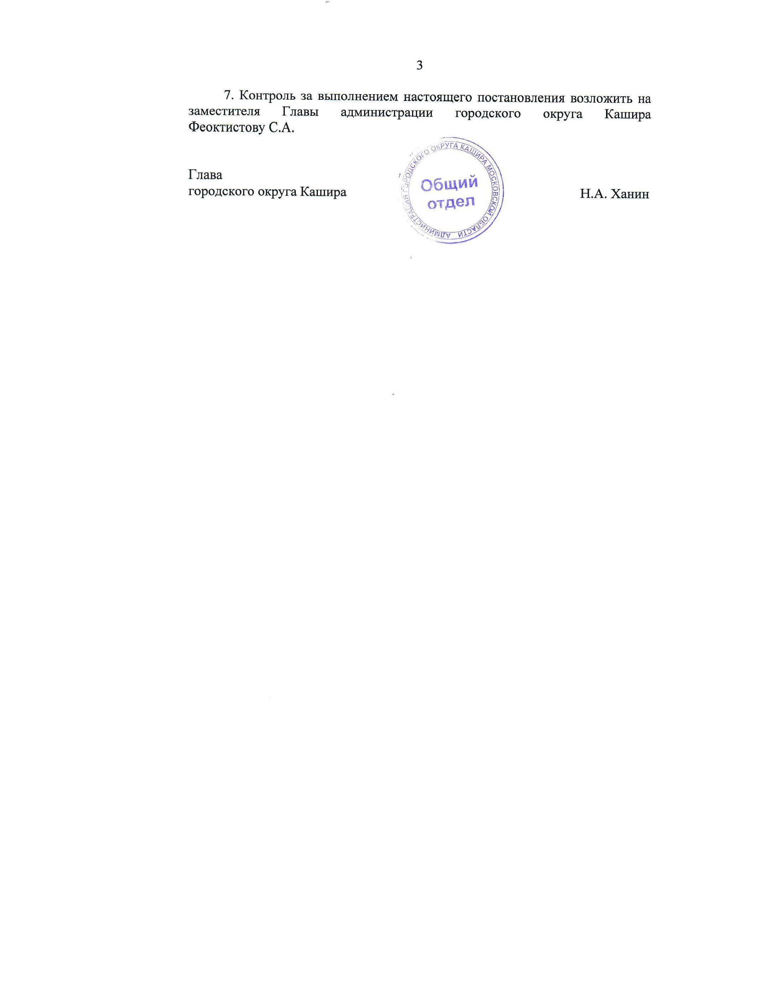 3
7. Контроль за выполнением настоящего постановления возложить на
заместителя Главы администрации городского округа Кашира
Феоктистову С.А.
Глава
городского округа Кашира
Н.А. Ханин
АДМИНИСТРАЦИЯ ГОРОДСКОГО ОКРУГА КАШИРА МОСКОВСКОЙ ОБЛАСТИ
Общий
отдел